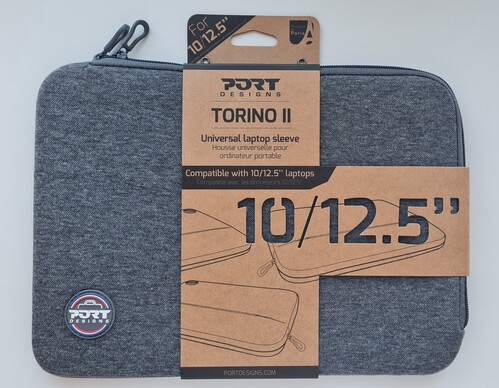 For
10/12.5"
Paris
PORT
DESIGNS
TORINO II
Universal laptop sleeve
Housse universelle pour
ordinateur portable
Compatible with 10/12.5" laptops
10/12.5"
PORT
DESIGNS
PORTDESIGNS.COM